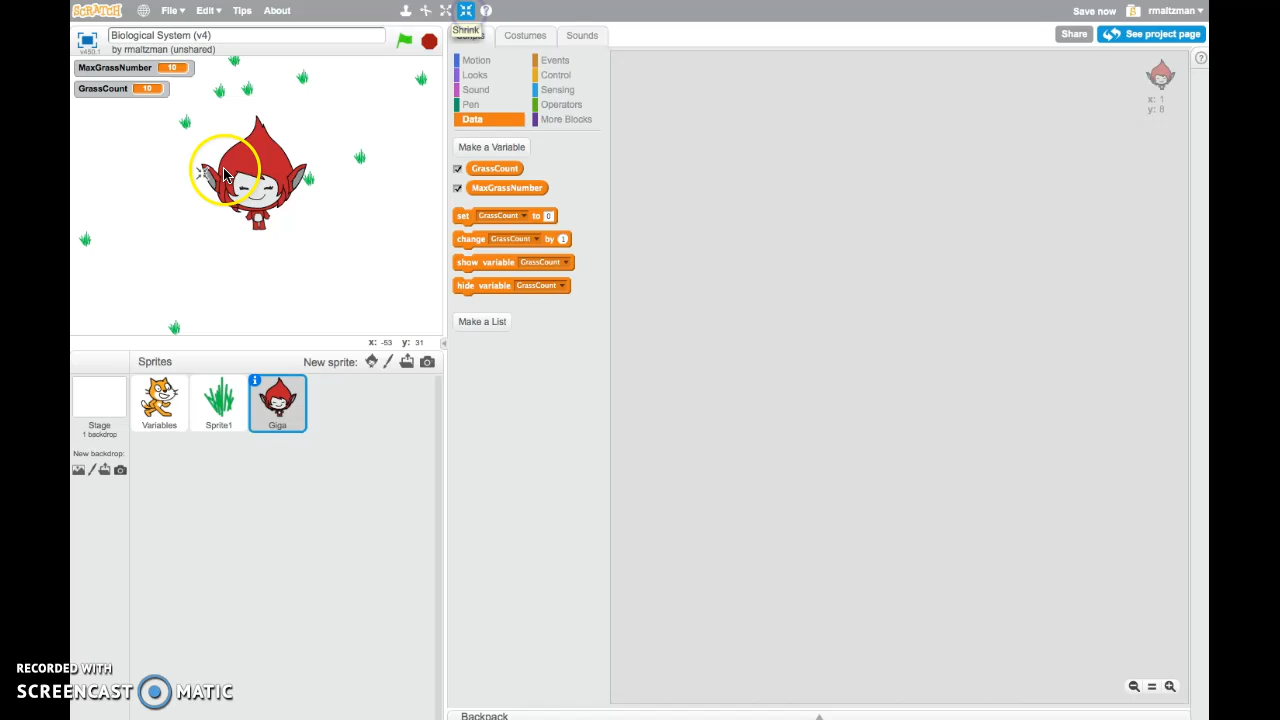 SCRATCH File ▾ Edit ▾ Tips About Save now rmaltzman ▾
Shrink
v450.1 Biological System (v4)
by rmaltzman (unshared)
Costumes Sounds
Share See project page
MaxGrassNumber 10
GrassCount 10
Motion Events
Looks Control
Sound Sensing
Pen Operators
Data More Blocks
x: 1
y: 8
Make a Variable
GrassCount
MaxGrassNumber
set GrassCount to 0
change GrassCount by 1
show variable GrassCount
hide variable GrassCount
Make a List
x: -53 y: 31
Sprites New sprite:
Stage
1 backdrop
New backdrop:
Variables Sprite1 Giga
Backpack
RECORDED WITH
SCREENCAST MATIC